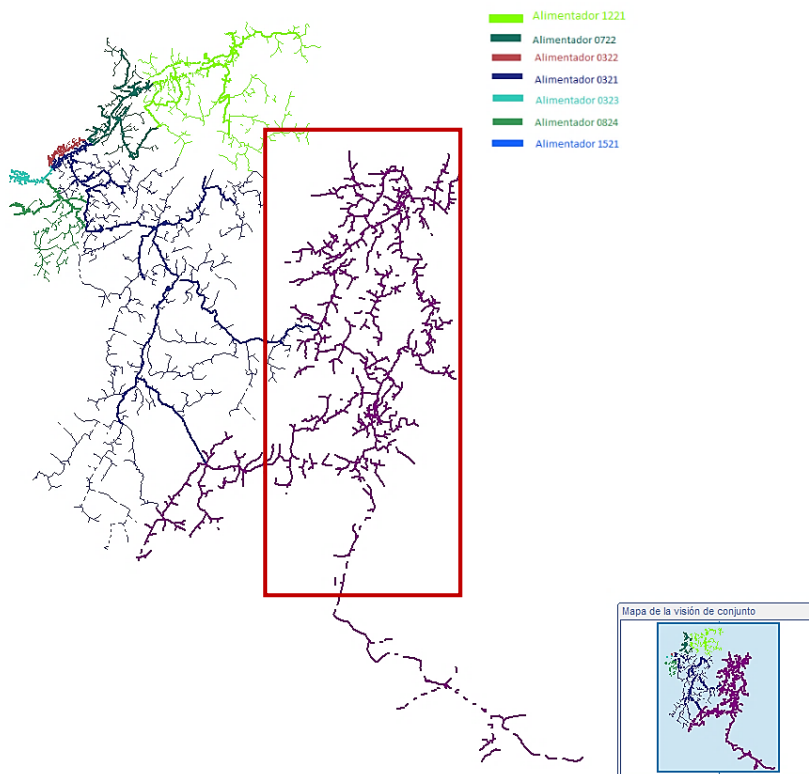 Alimentador 1221
Alimentador 0722
Alimentador 0322
Alimentador 0321
Alimentador 0323
Alimentador 0824
Alimentador 1521
Mapa de la visión de conjunto